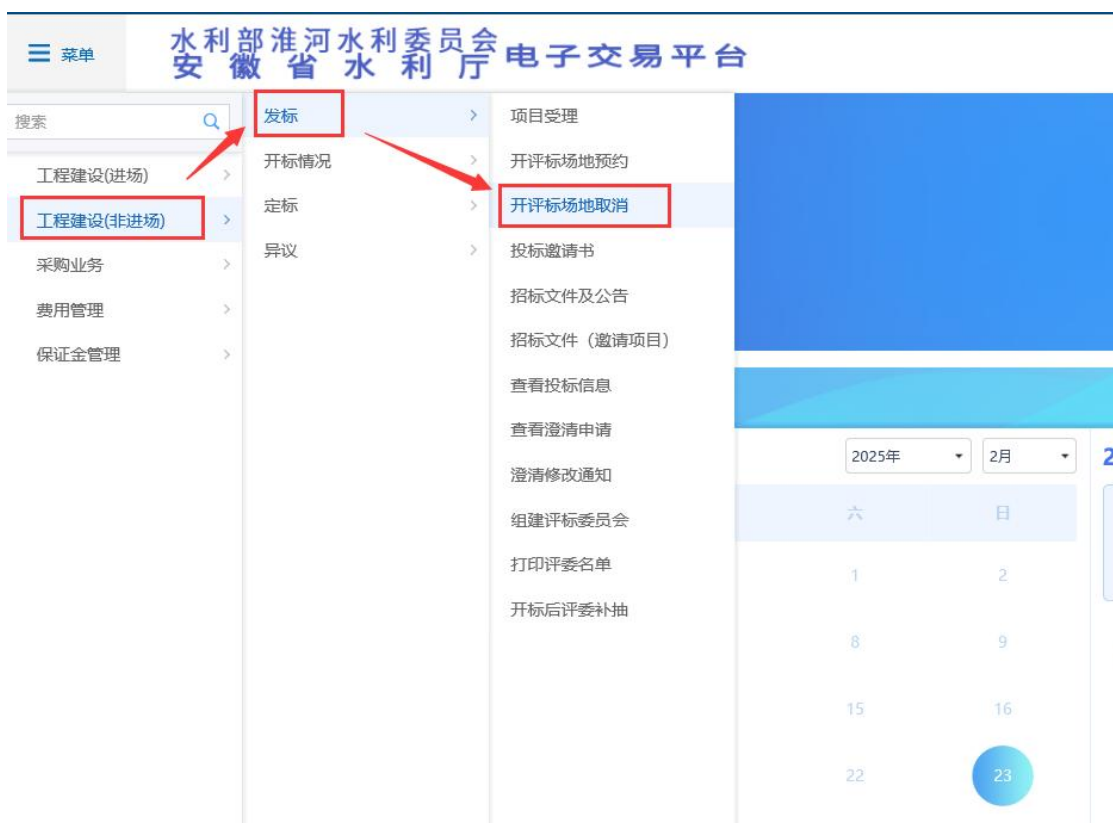 菜单
水利部淮河水利委员会
安徽省水利厅
电子交易平台
搜索
工程建设(进场)
工程建设(非进场)
采购业务
费用管理
保证金管理
发标
开标情况
定标
异议
项目受理
开评标场地预约
开评标场地取消
投标邀请书
招标文件及公告
招标文件（邀请项目）
查看投标信息
查看澄清申请
澄清修改通知
组建评标委员会
打印评委名单
开标后评委补抽
2025年
2月
2
六 日
1 2
8 9
15 16
22 23